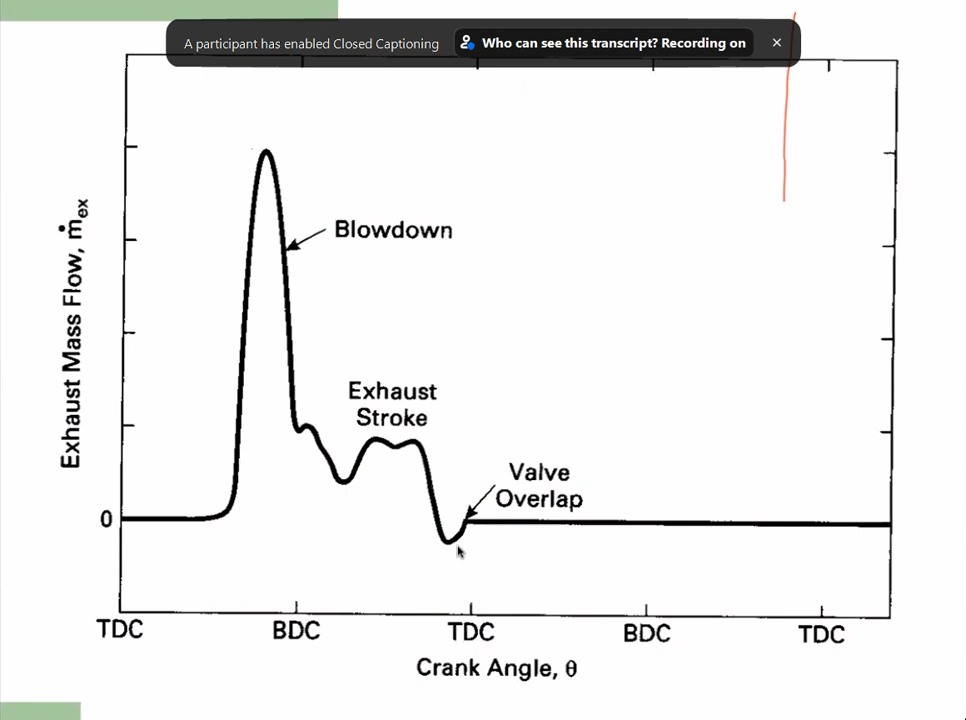 A participant has enabled Closed Captioning
Who can see this transcript? Recording on
Exhaust Mass Flow, ṁex
Blowdown
Exhaust
Stroke
Valve
Overlap
0
TDC BDC TDC BDC TDC
Crank Angle, θ